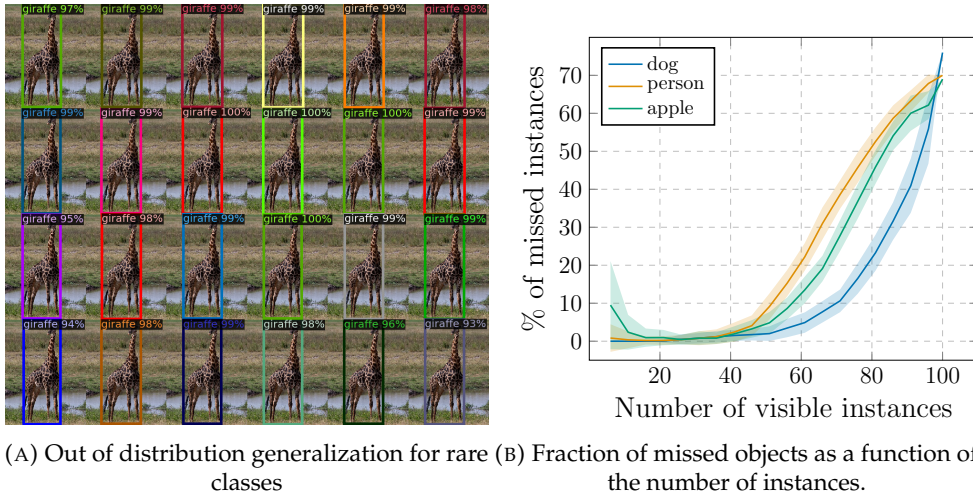 giraffe 97% giraffe 99% giraffe 99% giraffe 99% giraffe 99% giraffe 98%
giraffe 99% giraffe 99% giraffe 100% giraffe 100% giraffe 100% giraffe 99%
giraffe 95% giraffe 98% giraffe 99% giraffe 100% giraffe 99% giraffe 99%
giraffe 94% giraffe 98% giraffe 99% giraffe 98% giraffe 96% giraffe 93%
(A) Out of distribution generalization for rare
classes
dog
person
apple
% of missed instances
70
60
50
40
30
20
10
0
20 40 60 80 100
Number of visible instances
(B) Fraction of missed objects as a function of
the number of instances.